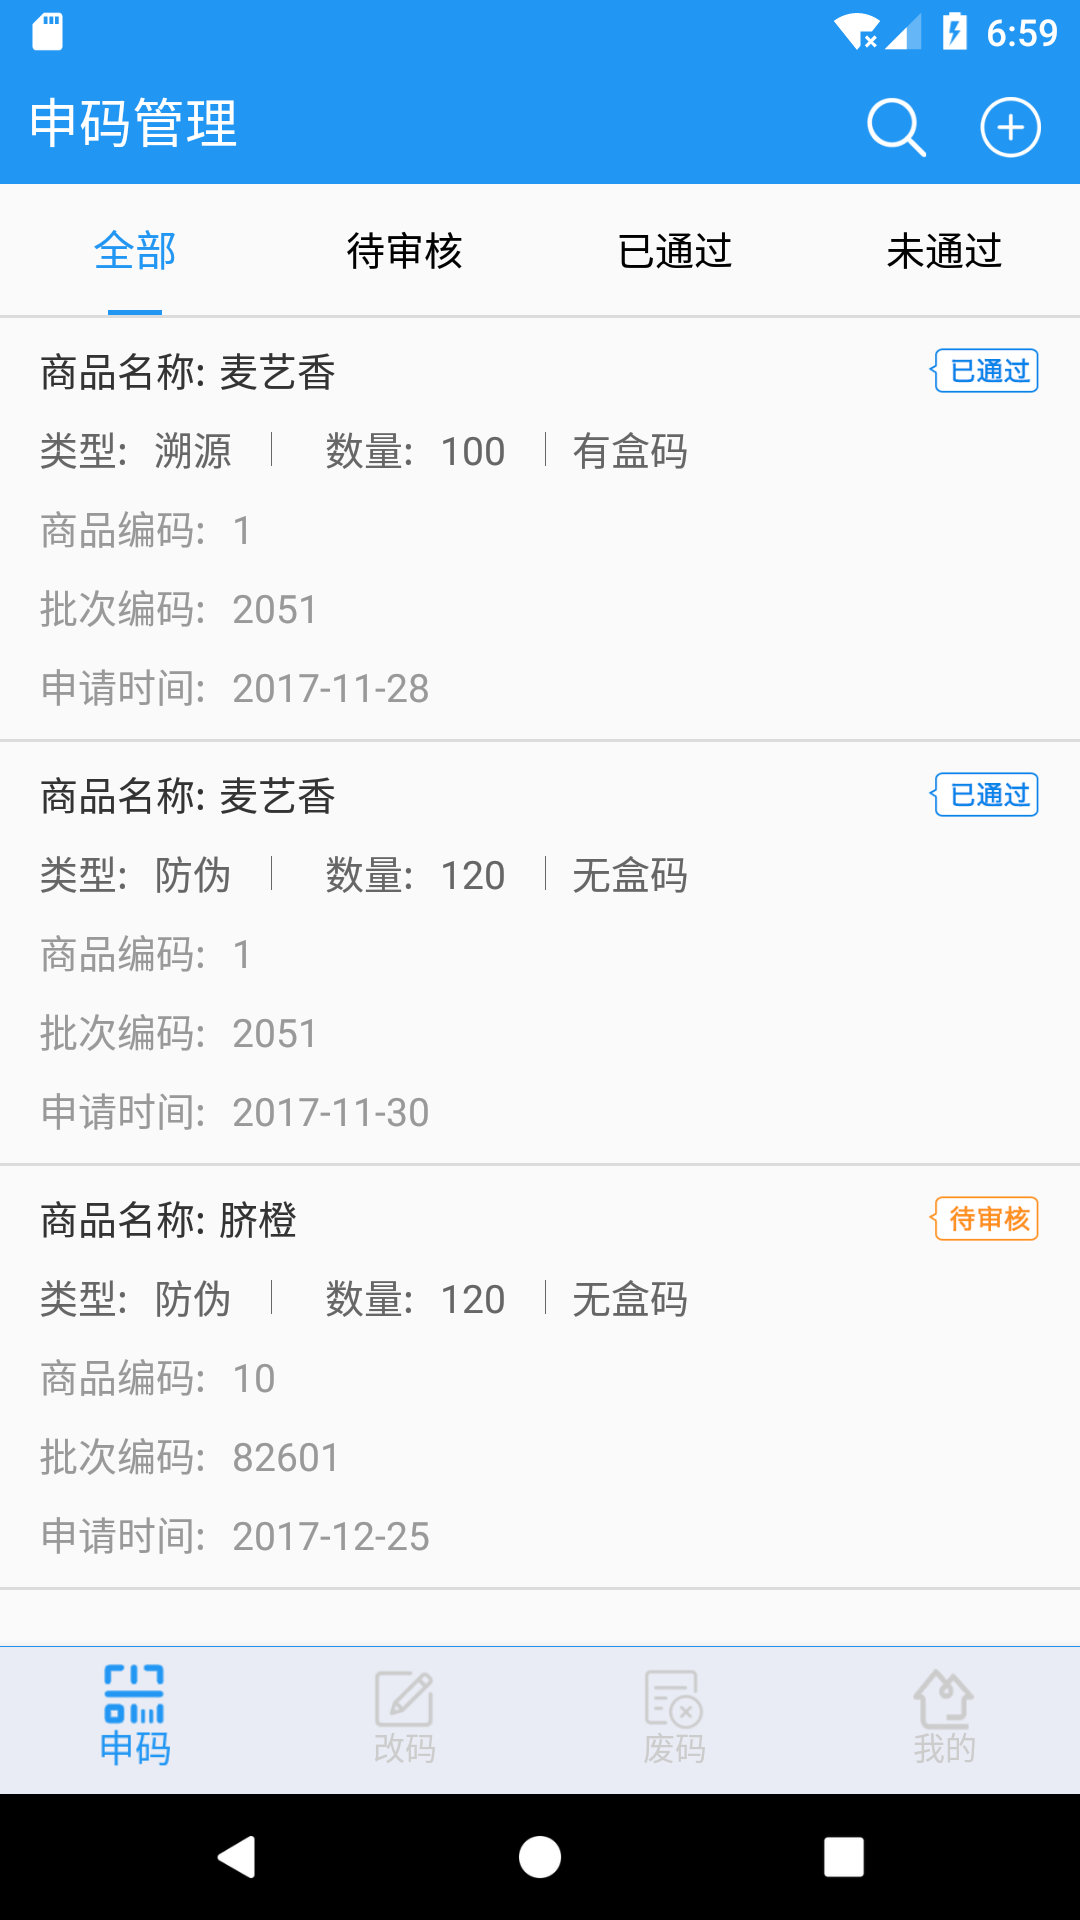 6:59
申码管理
全部 待审核 已通过 未通过
商品名称: 麦艺香 已通过
类型: 溯源 数量: 100 有盒码
商品编码: 1
批次编码: 2051
申请时间: 2017-11-28
商品名称: 麦艺香 已通过
类型: 防伪 数量: 120 无盒码
商品编码: 1
批次编码: 2051
申请时间: 2017-11-30
商品名称: 脐橙 待审核
类型: 防伪 数量: 120 无盒码
商品编码: 10
批次编码: 82601
申请时间: 2017-12-25
申码 改码 废码 我的